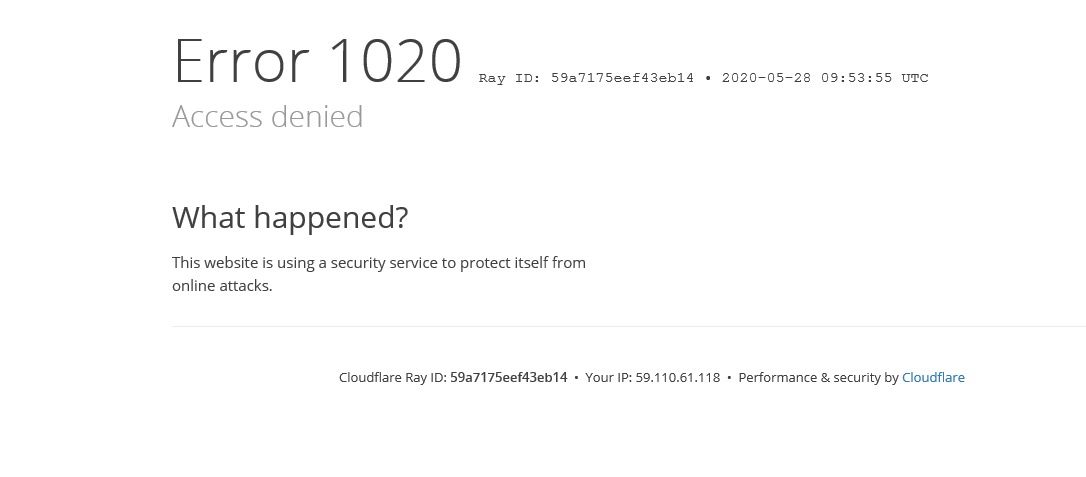 Error 1020 Ray ID: 59a7175eef43eb14 • 2020-05-28 09:53:55 UTC
Access denied
What happened?
This website is using a security service to protect itself from
online attacks.
Cloudflare Ray ID: 59a7175eef43eb14 • Your IP: 59.110.61.118 • Performance & security by Cloudflare